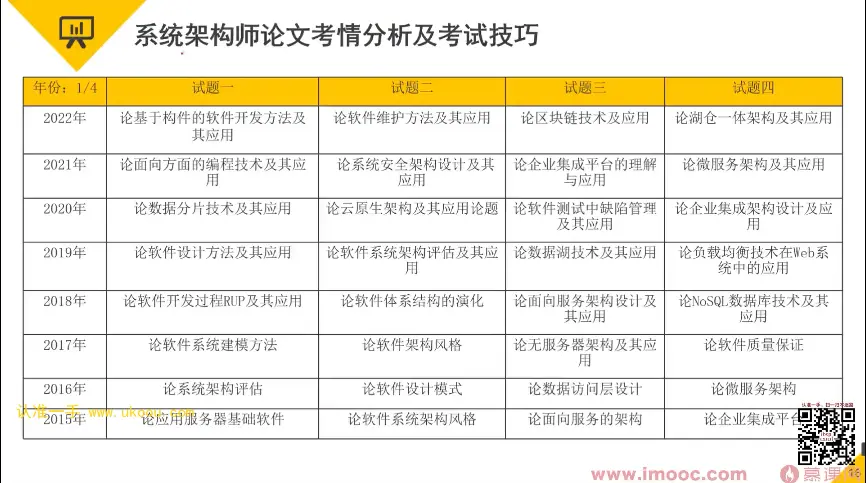 系统架构师论文考情分析及考试技巧
年份：1/4 试题一 试题二 试题三 试题四
2022年 论基于构件的软件开发方法及其应用 论软件维护方法及其应用 论区块链技术及应用 论湖仓一体架构及其应用
2021年 论面向方面的编程技术及其应用 论系统安全架构设计及其应用 论企业集成平台的理解与应用 论微服务架构及其应用
2020年 论数据分片技术及其应用 论云原生架构及其应用论题 论软件测试中缺陷管理及其应用 论企业集成架构设计及应用
2019年 论软件设计方法及其应用 论软件系统架构评估及其应用 论数据湖技术及其应用 论负载均衡技术在Web系统中的应用
2018年 论软件开发过程RUP及其应用 论软件体系结构的演化 论面向服务架构设计及其应用 论NoSQL数据库技术及其应用
2017年 论软件系统建模方法 论软件架构风格 论无服务器架构及其应用 论软件质量保证
2016年 论系统架构评估 论软件设计模式 论数据访问层设计 论微服务架构
2015年 论应用服务器基础软件 论软件系统架构风格 论面向服务的架构 论企业集成平台
www.imooc.com 慕课
16